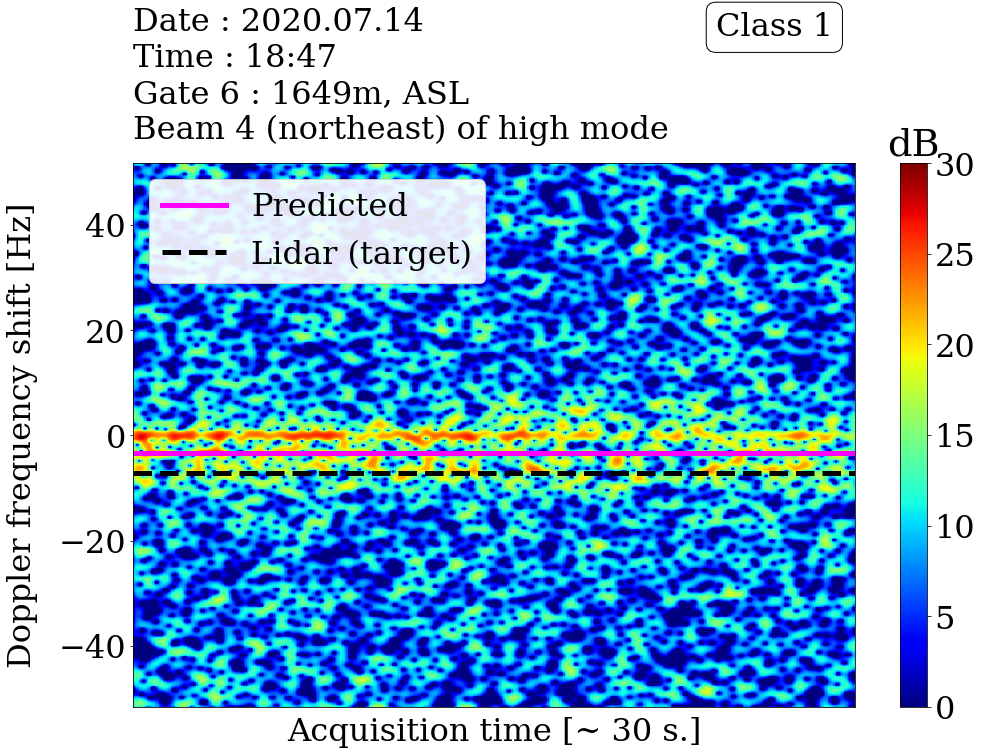 Date : 2020.07.14
Time : 18:47
Gate 6 : 1649m, ASL
Beam 4 (northeast) of high mode
Class 1
dB
Predicted
Lidar (target)
Doppler frequency shift [Hz]
40
20
0
−20
−40
30
25
20
15
10
5
0
Acquisition time [~ 30 s.]